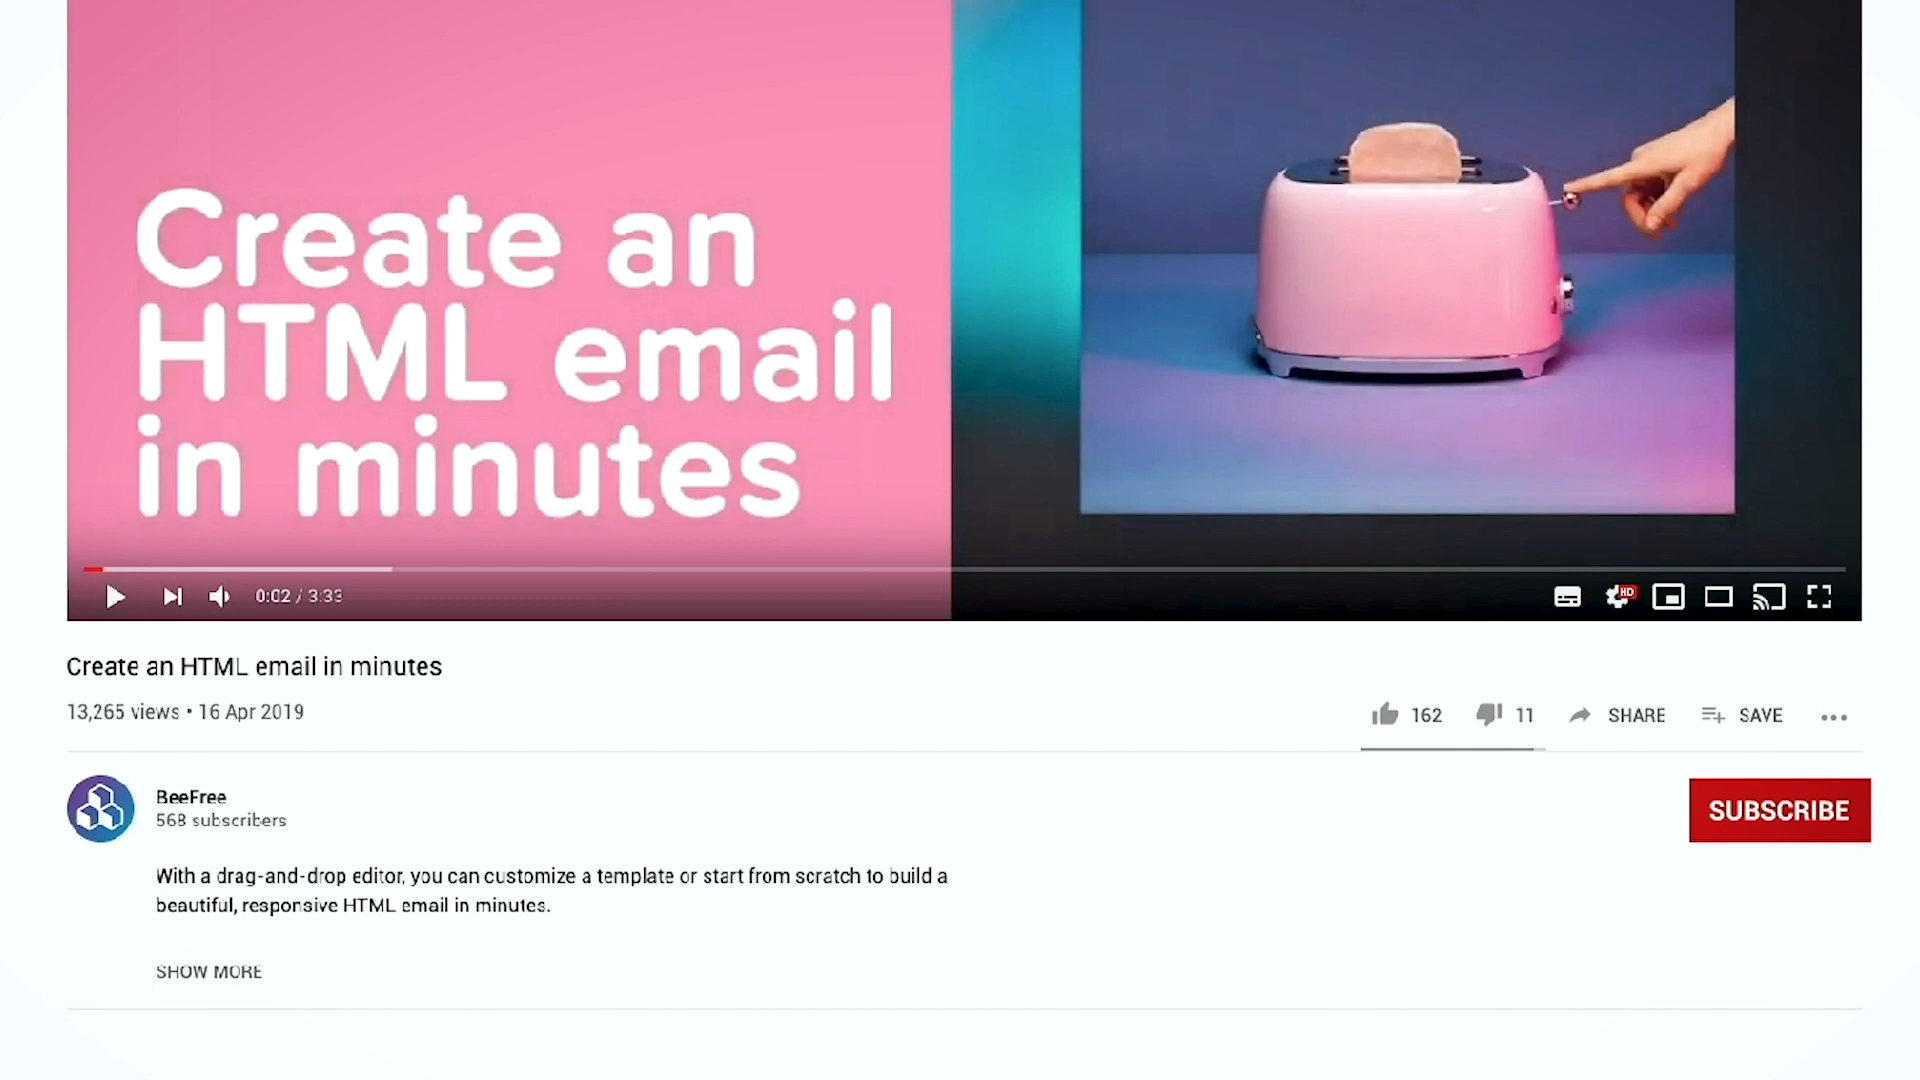 Create an
HTML email
in minutes
0:02 / 3:33
HD
Create an HTML email in minutes
13,265 views • 16 Apr 2019
162
11
SHARE
SAVE
BeeFree
568 subscribers
SUBSCRIBE
With a drag-and-drop editor, you can customize a template or start from scratch to build a
beautiful, responsive HTML email in minutes.
SHOW MORE